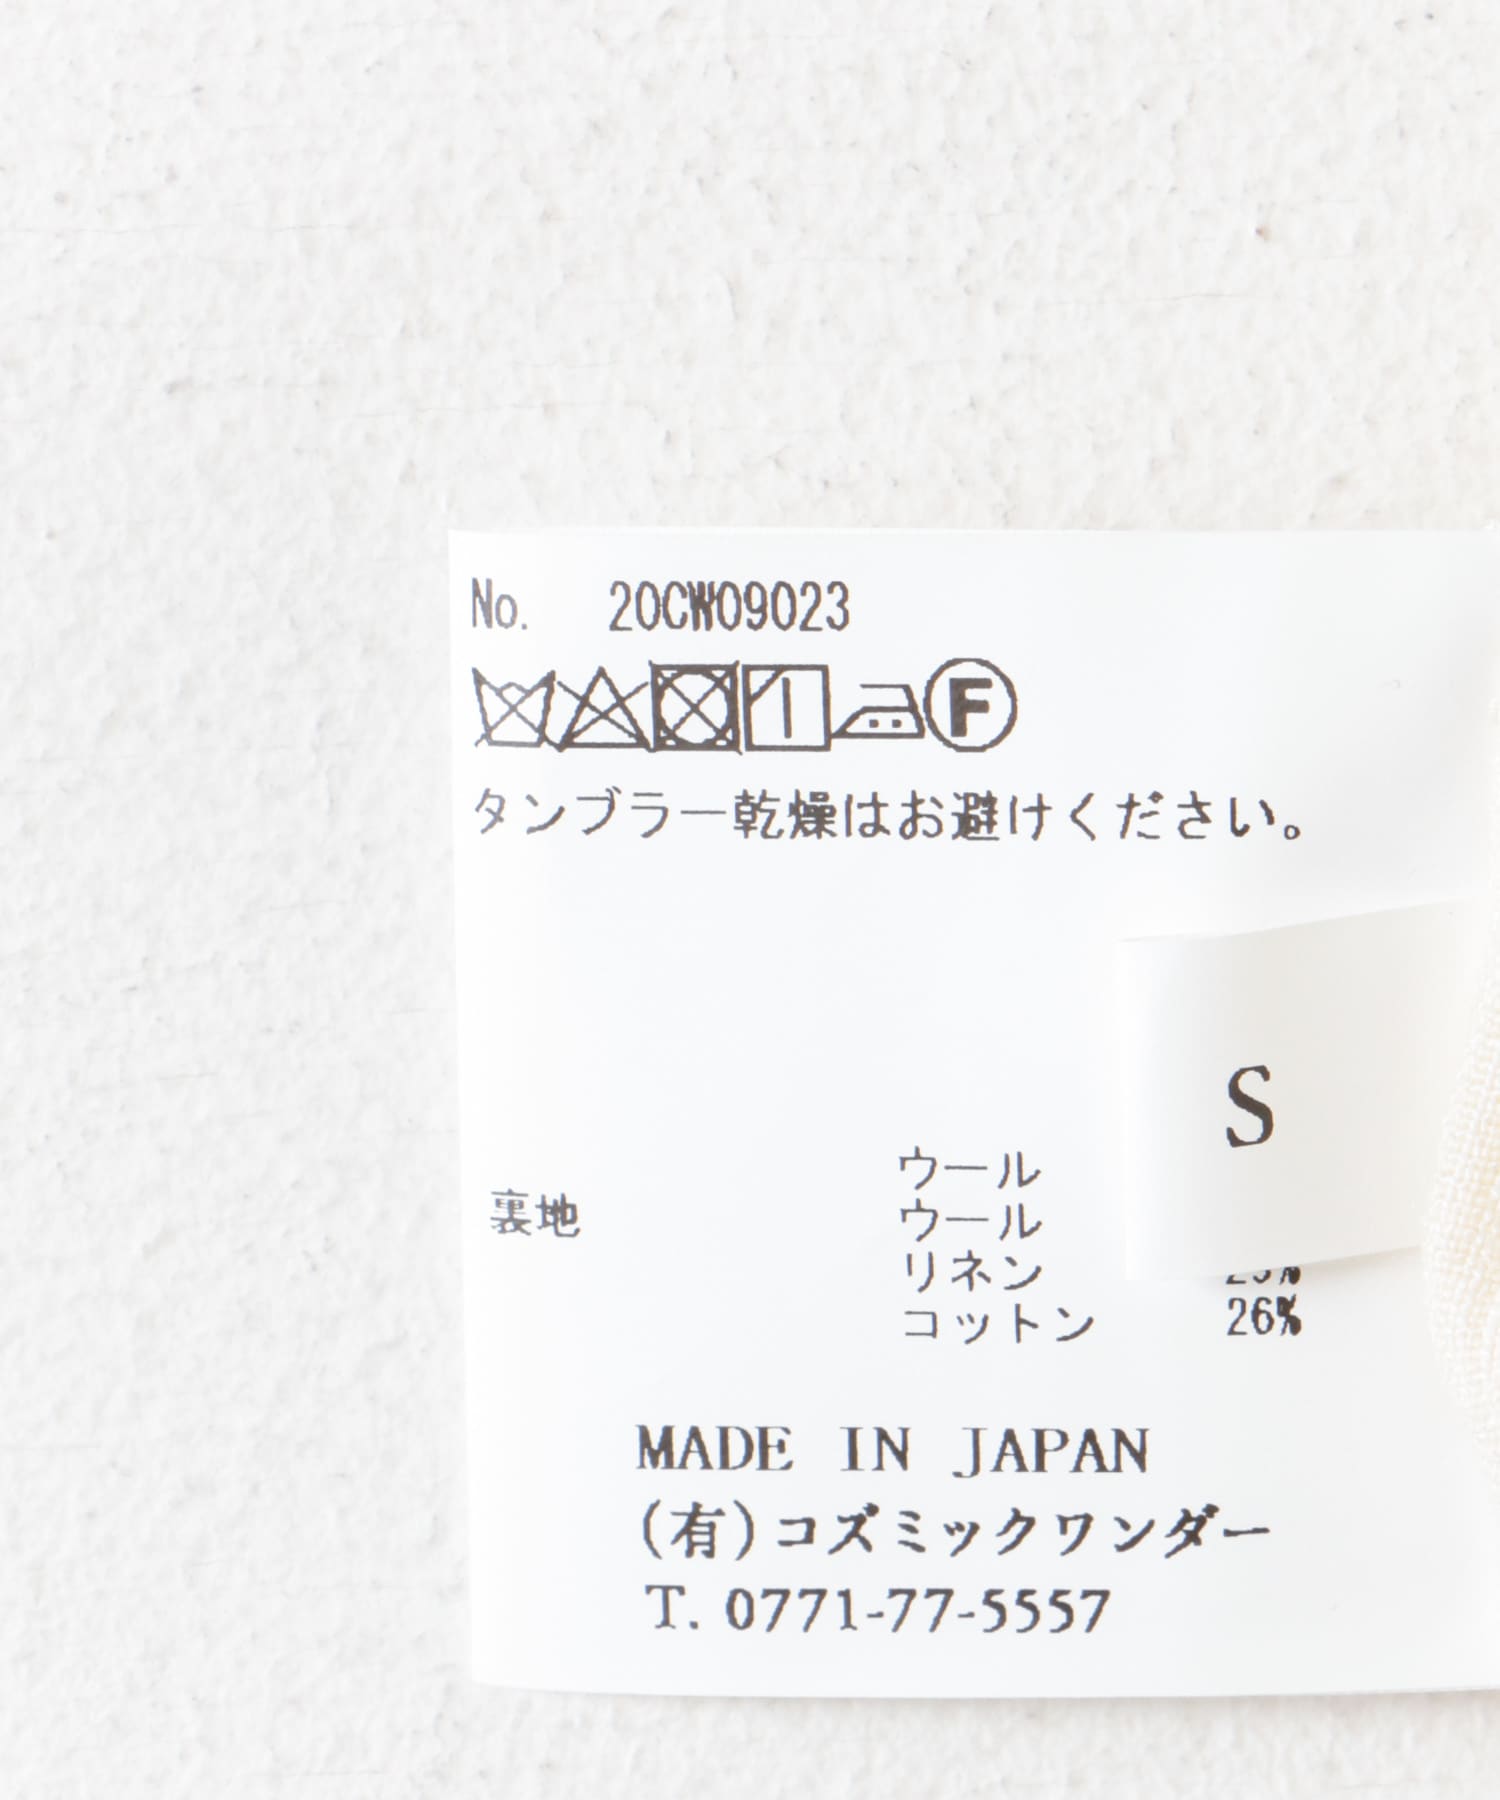 No. 20CW09023
F
タンブラー乾燥はお避けください。
S
ウール
裏地 ウール
リネン
コットン 26%
MADE IN JAPAN
(有)コズミックワンダー
T. 0771-77-5557